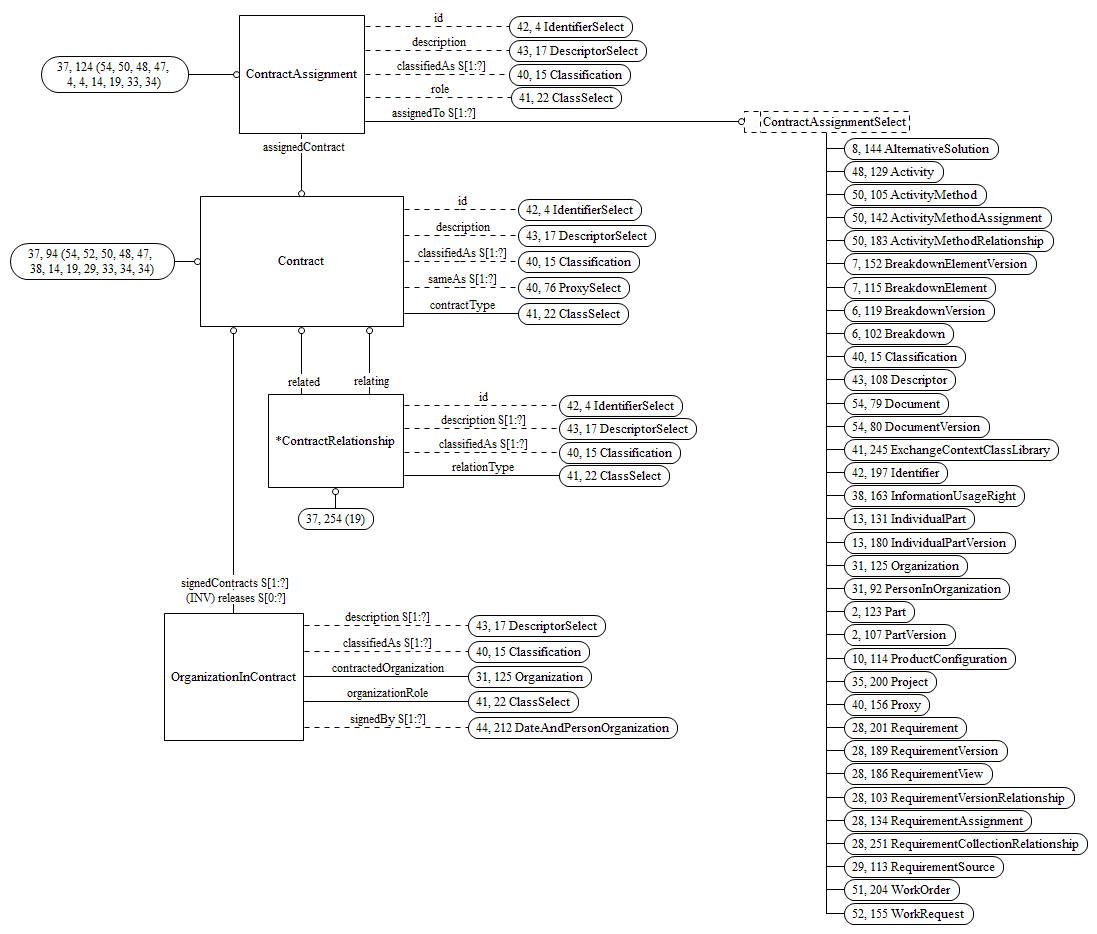 id
42, 4 IdentifierSelect
description
43, 17 DescriptorSelect
classifiedAs S[1:?]
40, 15 Classification
role
41, 22 ClassSelect
assignedTo S[1:?]
37, 124 (54, 50, 48, 47,
4, 4, 14, 19, 33, 34)
ContractAssignment
ContractAssignmentSelect
assignedContract
id
42, 4 IdentifierSelect
description
43, 17 DescriptorSelect
classifiedAs S[1:?]
40, 15 Classification
sameAs S[1:?]
40, 76 ProxySelect
contractType
41, 22 ClassSelect
37, 94 (54, 52, 50, 48, 47,
38, 14, 19, 29, 33, 34, 34)
Contract
related
relating
id
42, 4 IdentifierSelect
description S[1:?]
43, 17 DescriptorSelect
classifiedAs S[1:?]
40, 15 Classification
relationType
41, 22 ClassSelect
*ContractRelationship
37, 254 (19)
signedContracts S[1:?]
(INV) releases S[0:?]
description S[1:?]
43, 17 DescriptorSelect
classifiedAs S[1:?]
40, 15 Classification
contractedOrganization
31, 125 Organization
organizationRole
41, 22 ClassSelect
signedBy S[1:?]
44, 212 DateAndPersonOrganization
OrganizationInContract
8, 144 AlternativeSolution
48, 129 Activity
50, 105 ActivityMethod
50, 142 ActivityMethodAssignment
50, 183 ActivityMethodRelationship
7, 152 BreakdownElementVersion
7, 115 BreakdownElement
6, 119 BreakdownVersion
6, 102 Breakdown
40, 15 Classification
43, 108 Descriptor
54, 79 Document
54, 80 DocumentVersion
41, 245 ExchangeContextClassLibrary
42, 197 Identifier
38, 163 InformationUsageRight
13, 131 IndividualPart
13, 180 IndividualPartVersion
31, 125 Organization
31, 92 PersonInOrganization
2, 123 Part
2, 107 PartVersion
10, 114 ProductConfiguration
35, 200 Project
40, 156 Proxy
28, 201 Requirement
28, 189 RequirementVersion
28, 186 RequirementView
28, 103 RequirementVersionRelationship
28, 134 RequirementAssignment
28, 251 RequirementCollectionRelationship
29, 113 RequirementSource
51, 204 WorkOrder
52, 155 WorkRequest